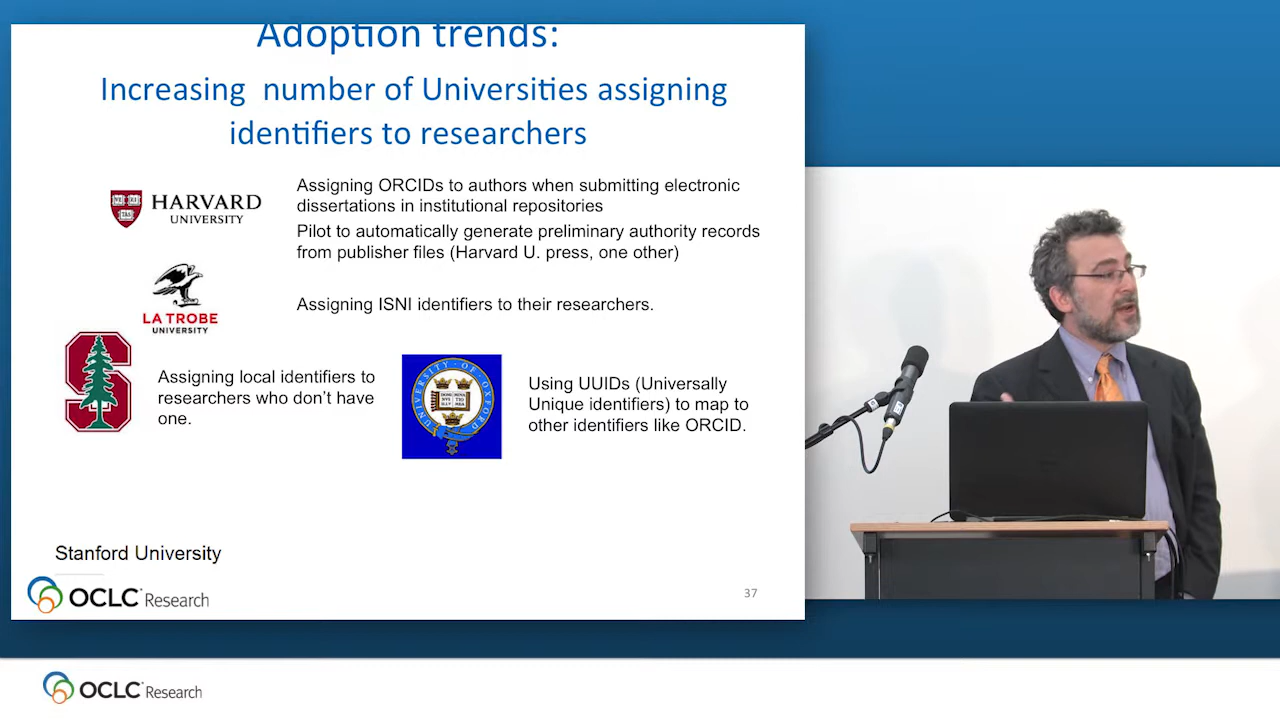 Adoption trends:
Increasing number of Universities assigning
identifiers to researchers
HARVARD
UNIVERSITY
Assigning ORCIDs to authors when submitting electronic
dissertations in institutional repositories
Pilot to automatically generate preliminary authority records
from publisher files (Harvard U. press, one other)
LA TROBE
UNIVERSITY
Assigning ISNI identifiers to their researchers.
S
Assigning local identifiers to
researchers who don’t have
one.
UNIVERSITY OF OXFORD
Using UUIDs (Universally
Unique identifiers) to map to
other identifiers like ORCID.
Stanford University
OCLC Research
37
OCLC Research